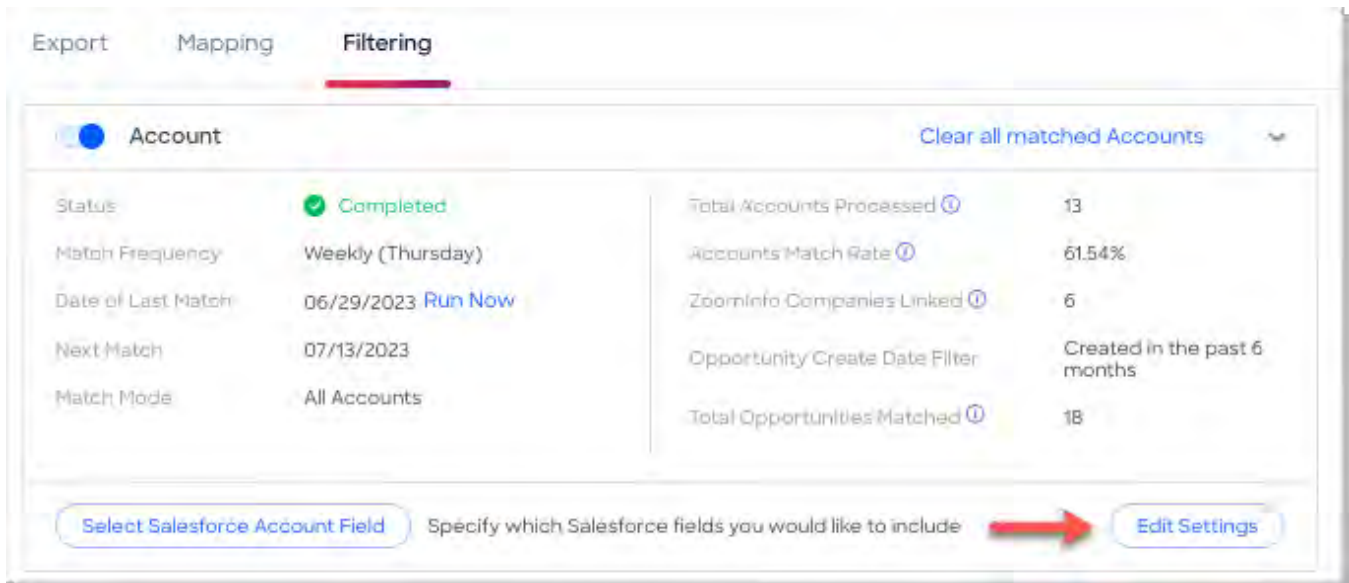 Export Mapping Filtering
Account Clear all matched Accounts
Status Completed
Match Frequency Weekly (Thursday)
Date of Last Match 06/29/2023 Run Now
Next Match 07/13/2023
Match Mode All Accounts
Total Accounts Processed 13
Accounts Match Rate 61.54%
ZoomInfo Companies Linked 6
Opportunity Create Date Filter Created in the past 6
months
Total Opportunities Matched 18
Select Salesforce Account Field Specify which Salesforce fields you would like to include Edit Settings